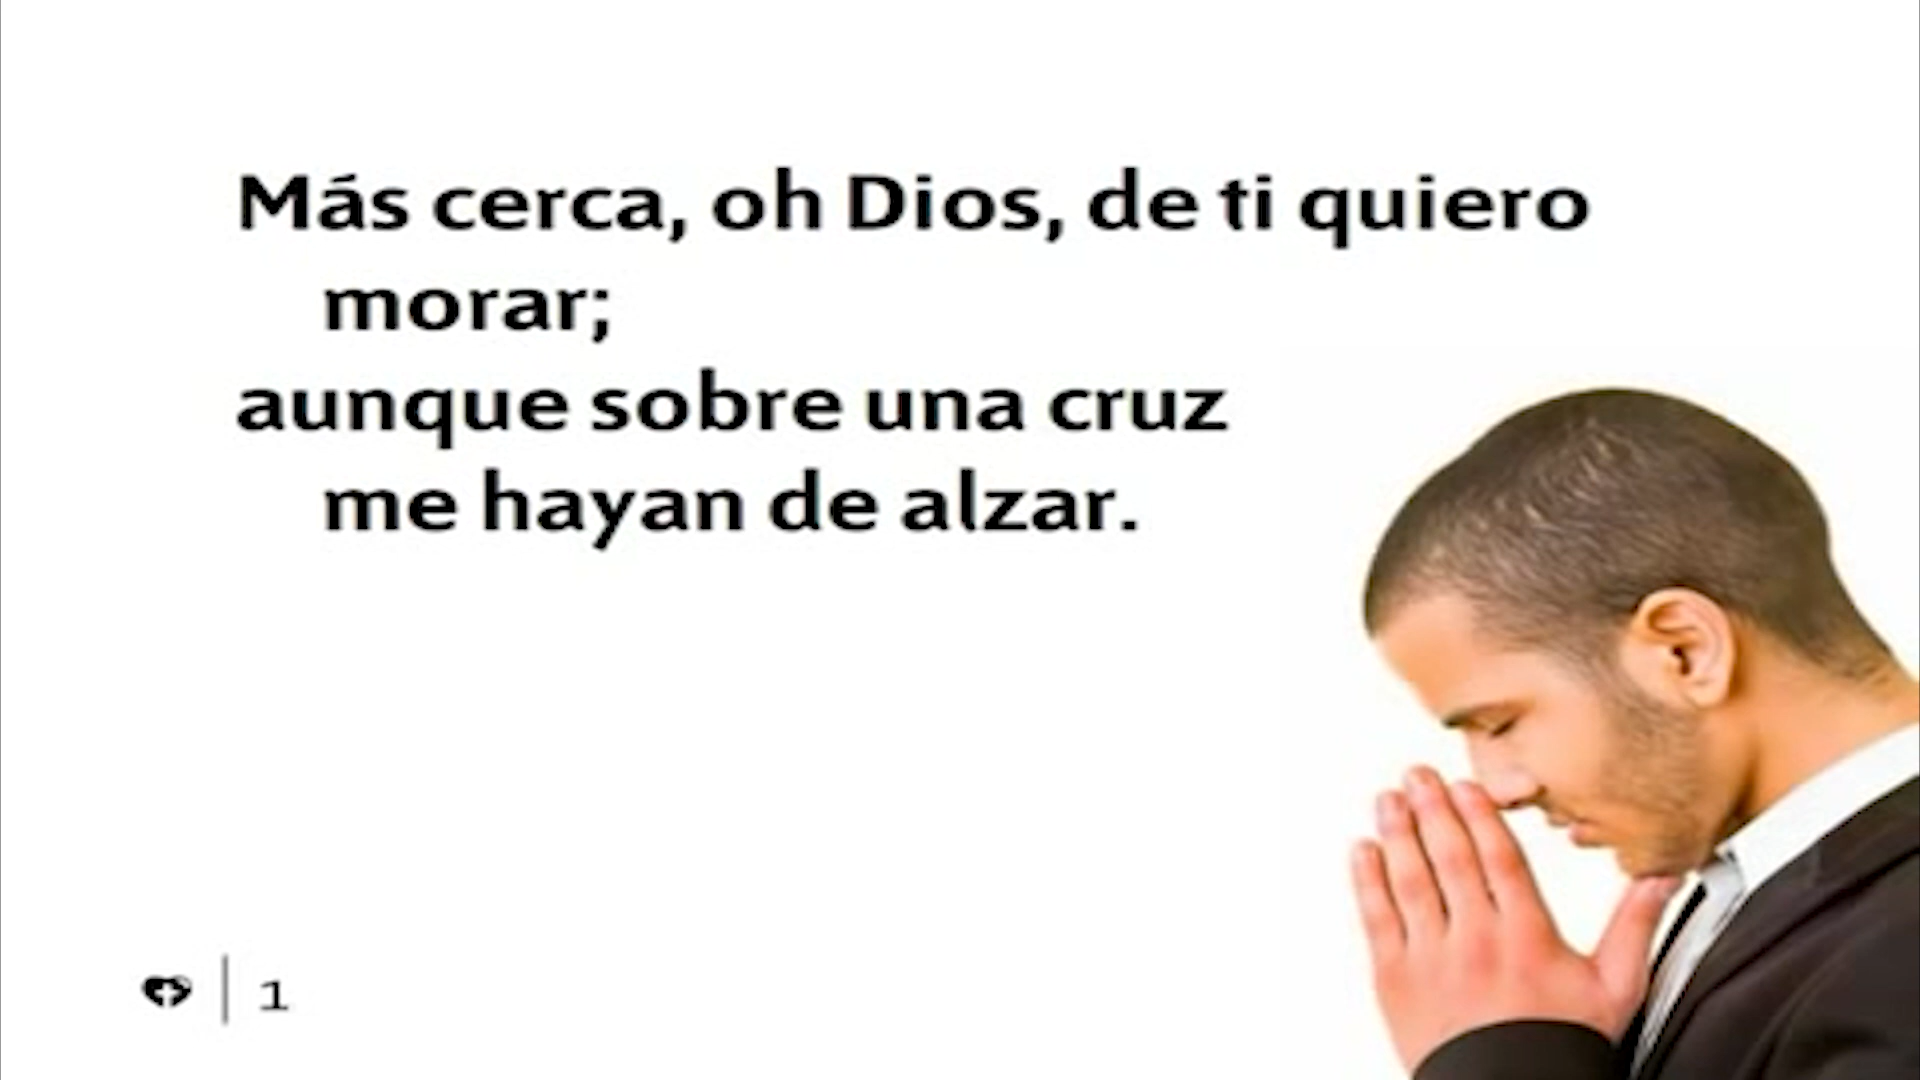 Más cerca, oh Dios, de ti quiero
morar;
aunque sobre una cruz
me hayan de alzar.
1